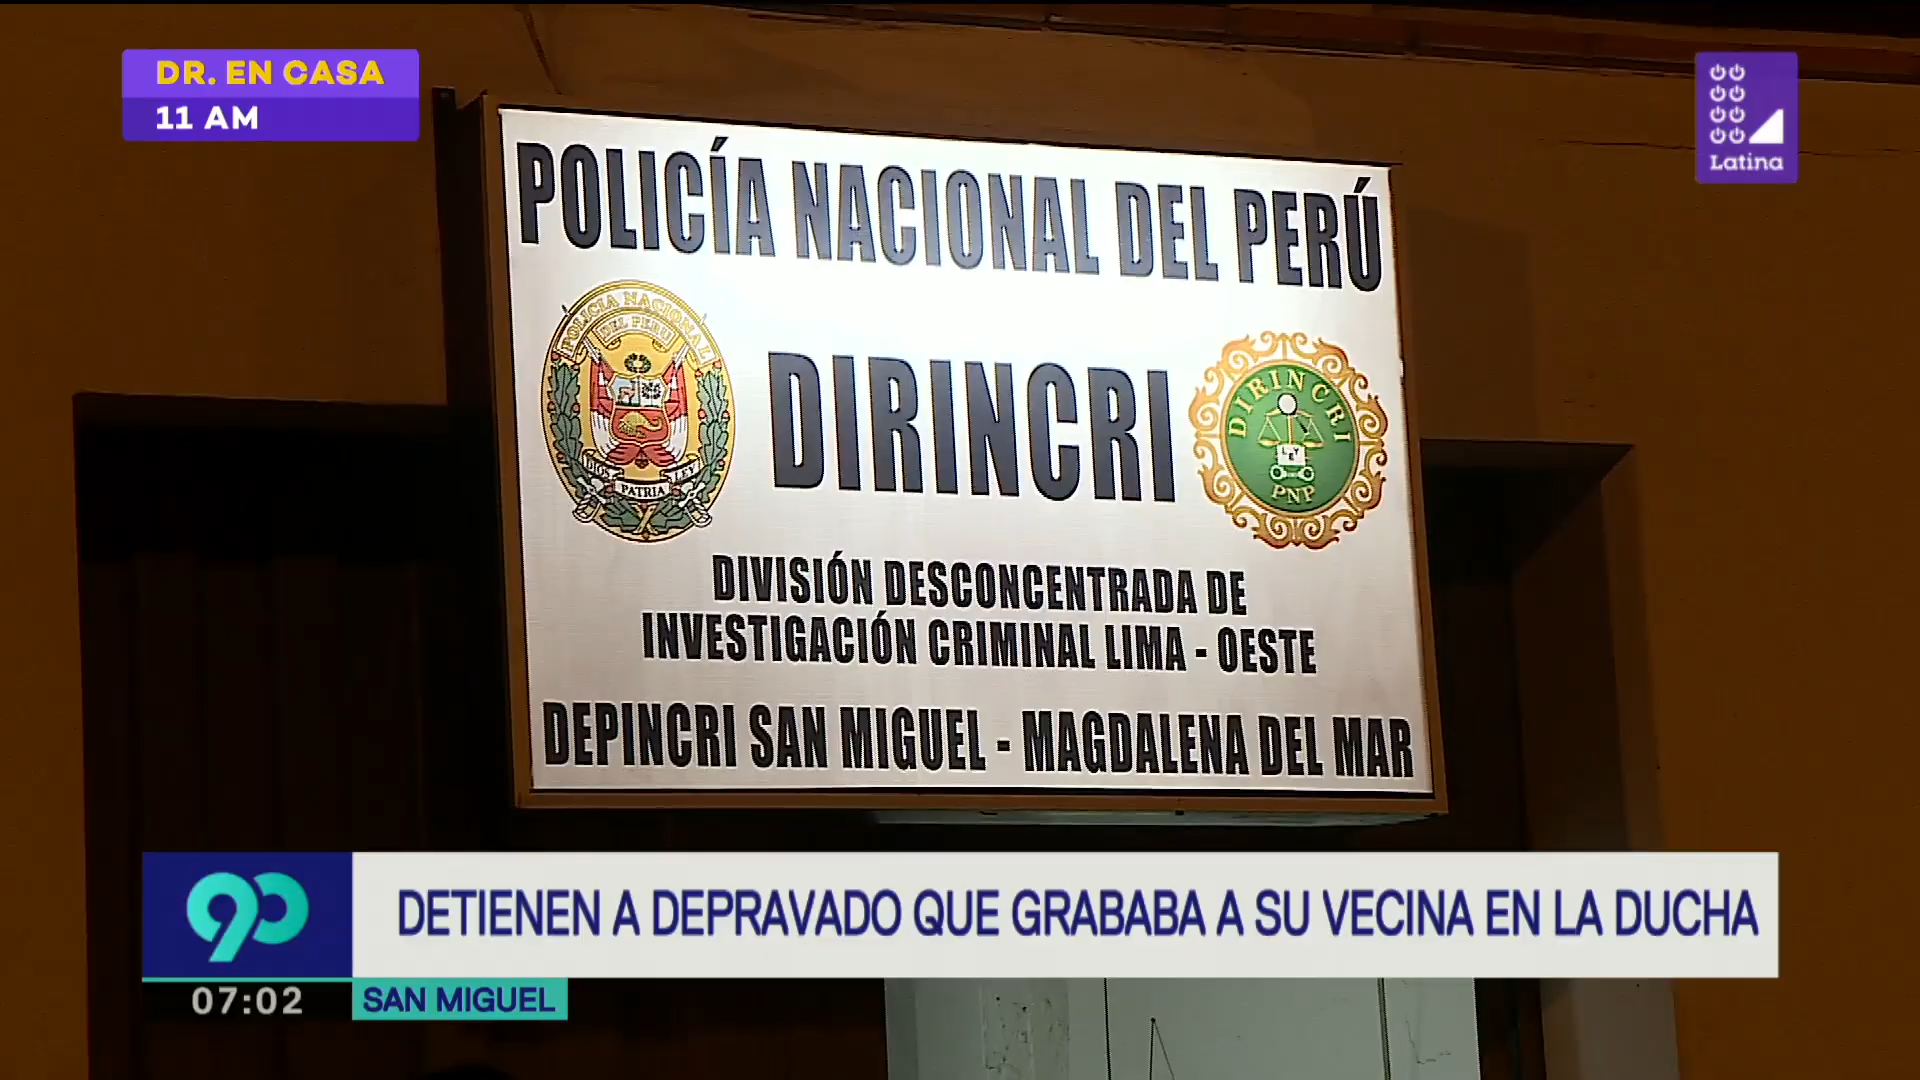 DR. EN CASA
11 AM
Latina
POLICÍA NACIONAL DEL PERÚ
POLICIA NACIONAL
DEL PERU
DIOS PATRIA LEY
DIRINCRI
DIRINCRI
LEY
PNP
DIVISIÓN DESCONCENTRADA DE
INVESTIGACIÓN CRIMINAL LIMA - OESTE
DEPINCRI SAN MIGUEL - MAGDALENA DEL MAR
90
DETIENEN A DEPRAVADO QUE GRABABA A SU VECINA EN LA DUCHA
07:02
SAN MIGUEL